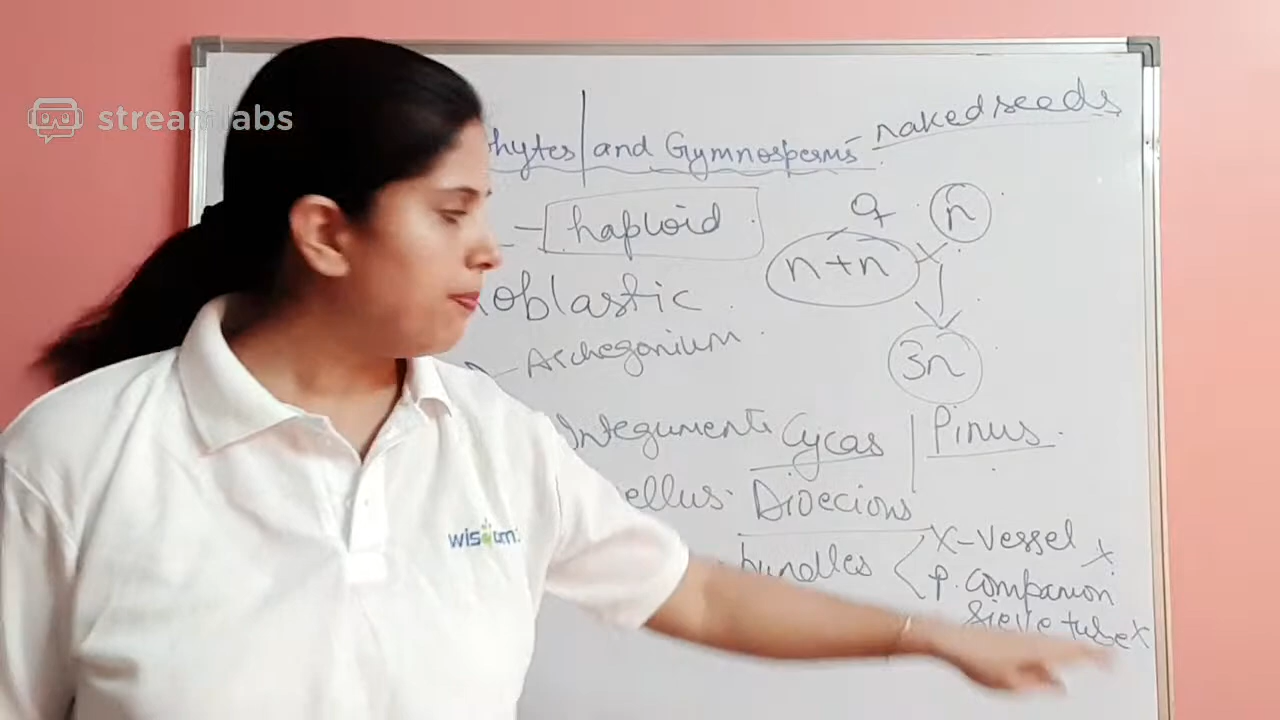 streamlabs
hytes and Gymnosperms - naked seeds
- haploid
♀ n
n+n × 
oblastic
3n
Archegonium
Integuments Cycas | Pinus
ellus. Dioecious
bundles X-vessel x
P. companion
sieve tube x
wisdom